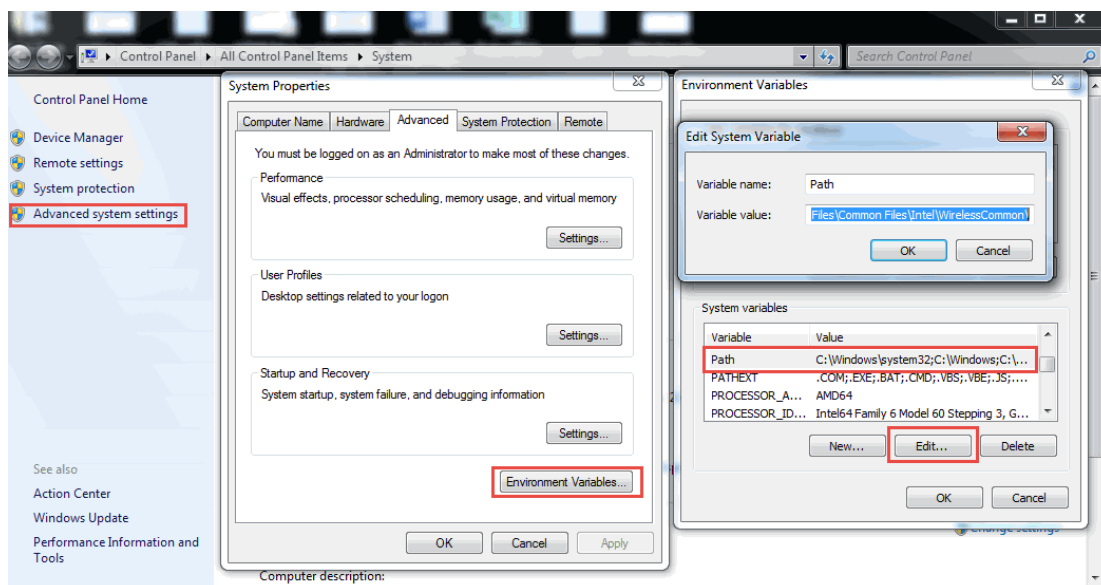 Control Panel
All Control Panel Items
System
Search Control Panel
Control Panel Home
Device Manager
Remote settings
System protection
Advanced system settings
See also
Action Center
Windows Update
Performance Information and
Tools
System Properties
Computer Name
Hardware
Advanced
System Protection
Remote
You must be logged on as an Administrator to make most of these changes.
Performance
Visual effects, processor scheduling, memory usage, and virtual memory
Settings...
User Profiles
Desktop settings related to your logon
Settings...
Startup and Recovery
System startup, system failure, and debugging information
Settings...
Environment Variables...
OK
Cancel
Apply
Computer description:
Environment Variables
Edit System Variable
Variable name: Path
Variable value: Files\Common Files\Intel\WirelessCommon\
OK
Cancel
System variables
Variable Value
Path C:\Windows\system32;C:\Windows;C:\...
PATHEXT .COM;.EXE;.BAT;.CMD;.VBS;.VBE;.JS;....
PROCESSOR_A... AMD64
PROCESSOR_ID... Intel64 Family 6 Model 60 Stepping 3, G...
New...
Edit...
Delete
OK
Cancel
Change settings